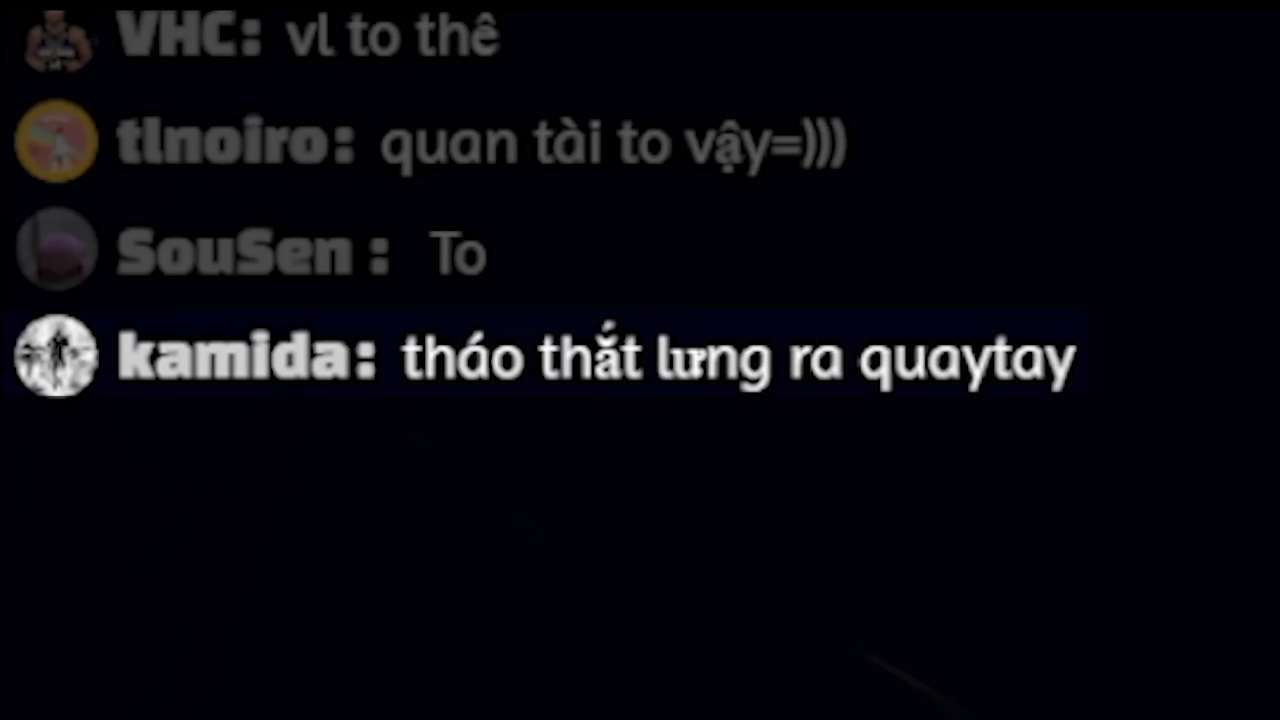 VHC: vl to thê
tlnoiro: quan tài to vậy=)))
SouSen : To
kamida: tháo thắt lưng ra quaytay